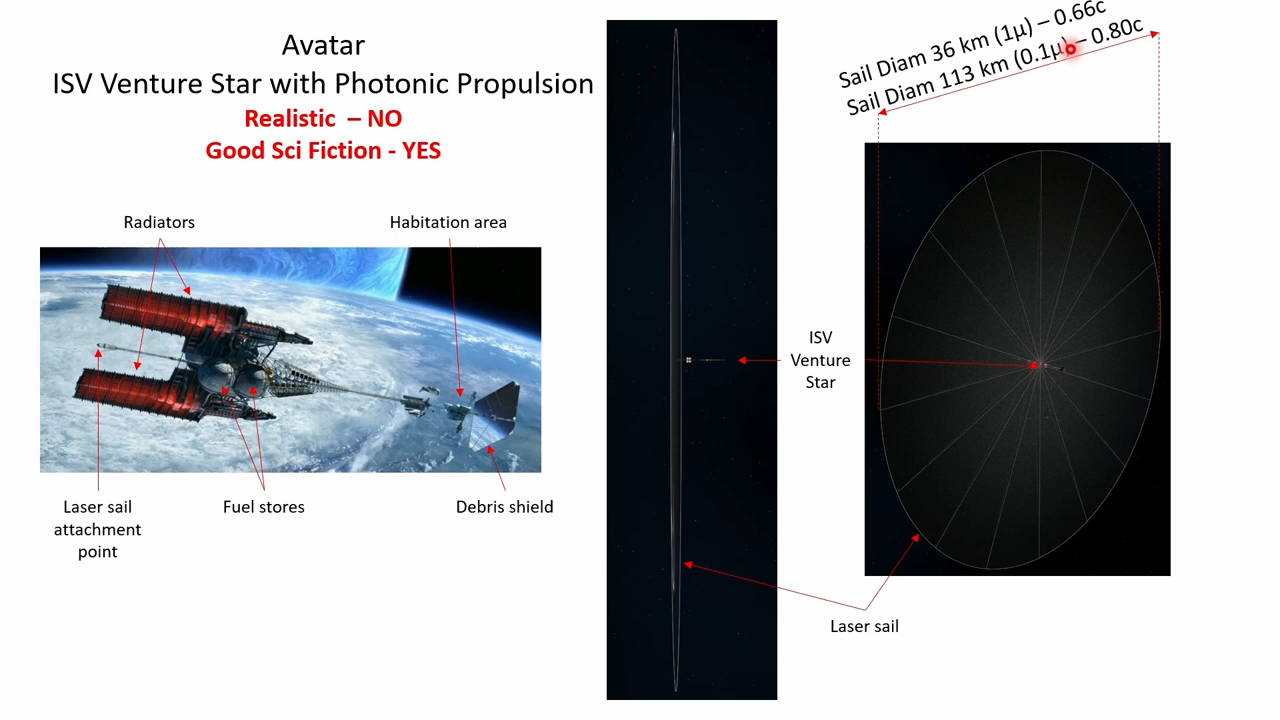 Avatar
ISV Venture Star with Photonic Propulsion
Realistic – NO
Good Sci Fiction - YES
Sail Diam 36 km (1µ) – 0.66c
Sail Diam 113 km (0.1µ) – 0.80c
Radiators
Habitation area
ISV
Venture
Star
Laser sail
attachment
point
Fuel stores
Debris shield
Laser sail